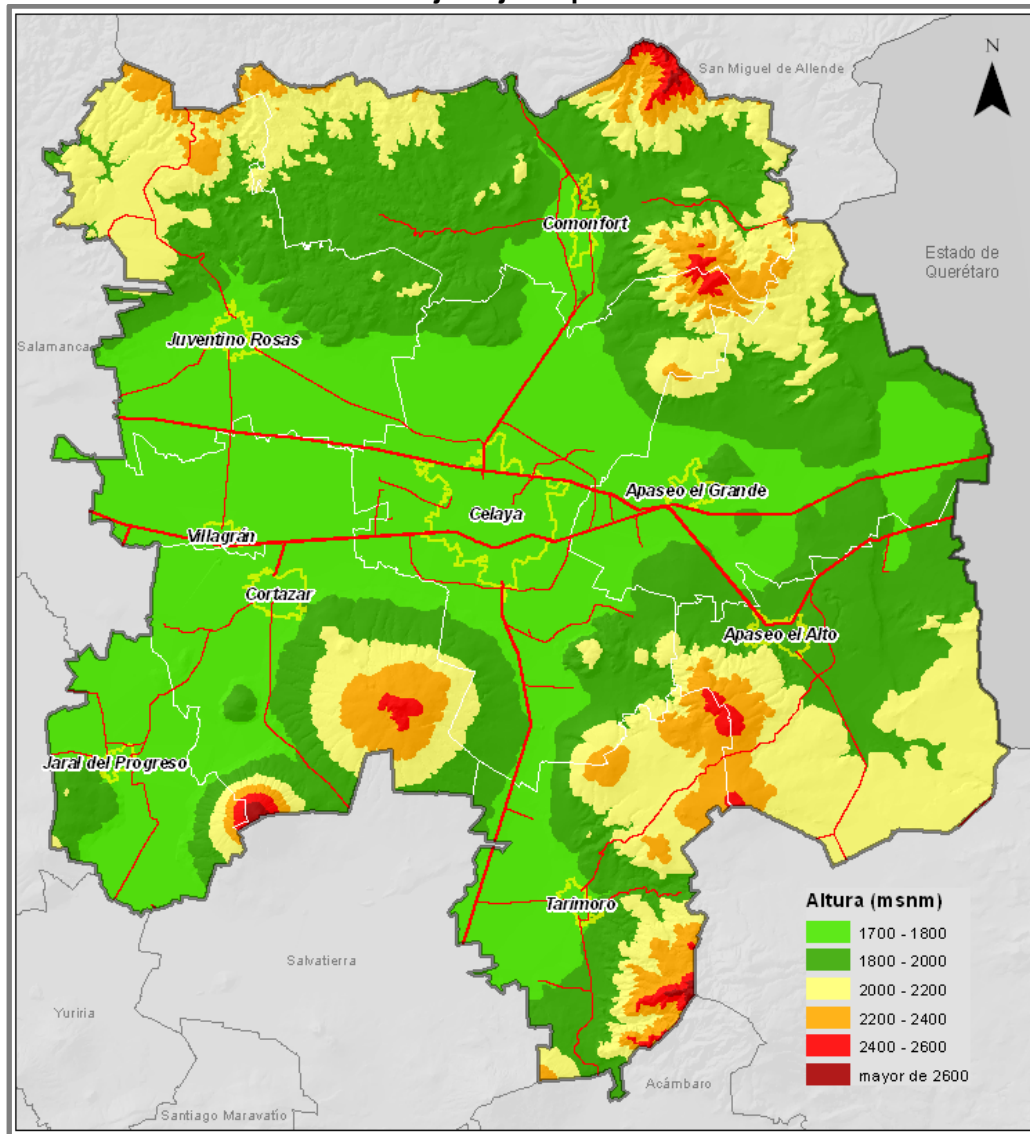 N
San Miguel de Allende
Comonfort
Estado de
Querétaro
Juventino Rosas
Salamanca
Apaseo el Grande
Celaya
Villagrán
Cortazar
Apaseo el Alto
Jaral del Progreso
Altura (msnm)
1700 - 1800
1800 - 2000
2000 - 2200
2200 - 2400
2400 - 2600
mayor de 2600
Tarimoro
Salvatierra
Yuriria
Acámbaro
Santiago Maravatío